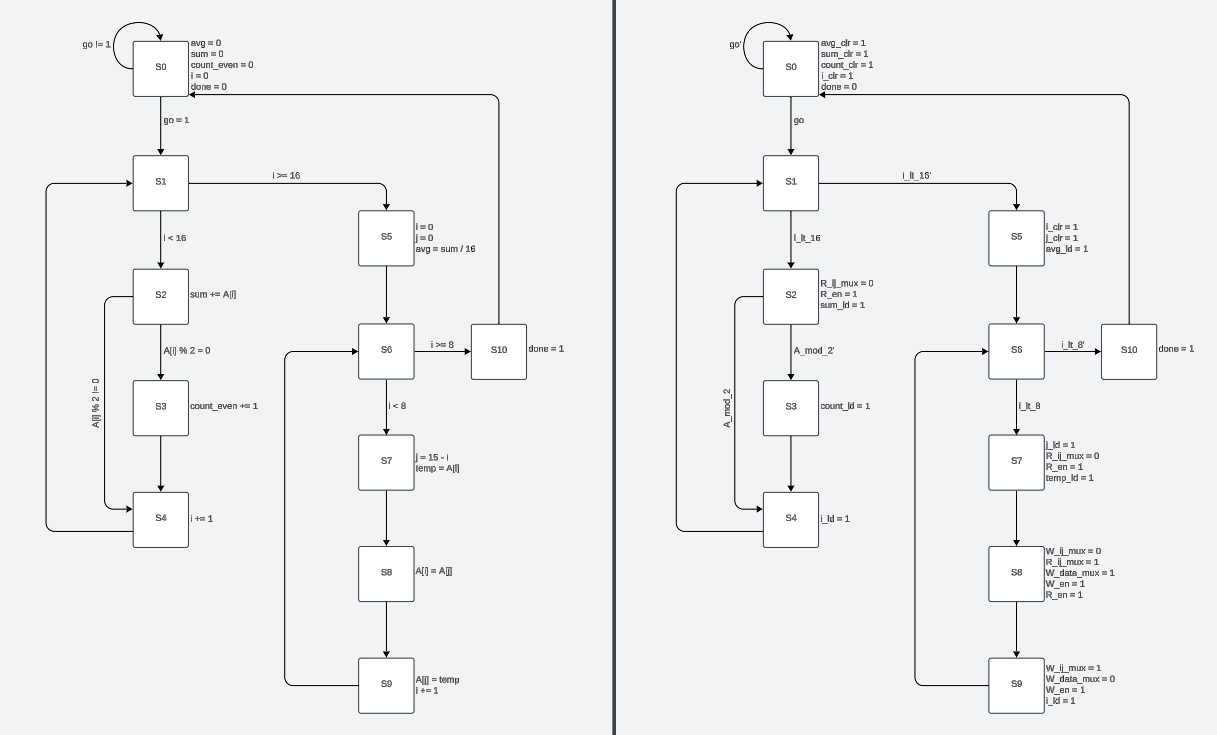 go != 1
S0
avg = 0
sum = 0
count_even = 0
i = 0
done = 0
go = 1
S1
i >= 16
i < 16
S5
i = 0
j = 0
avg = sum / 16
S2
sum += A[i]
A[i] % 2 = 0
A[i] % 2 != 0
S3
count_even += 1
S4
i += 1
S6
i >= 8
S10
done = 1
i < 8
S7
j = 15 - i
temp = A[i]
S8
A[i] = A[j]
S9
A[j] = temp
i += 1
go'
S0
avg_clr = 1
sum_clr = 1
count_clr = 1
i_clr = 1
done = 0
go
S1
i_lt_16'
i_lt_16
S5
i_clr = 1
j_clr = 1
avg_ld = 1
S2
R_ij_mux = 0
R_en = 1
sum_ld = 1
A_mod_2'
A_mod_2
S3
count_ld = 1
S4
i_ld = 1
S6
i_lt_8'
S10
done = 1
i_lt_8
S7
j_ld = 1
R_ij_mux = 0
R_en = 1
temp_ld = 1
S8
W_ij_mux = 0
R_ij_mux = 1
W_data_mux = 1
W_en = 1
R_en = 1
S9
W_ij_mux = 1
W_data_mux = 0
W_en = 1
i_ld = 1